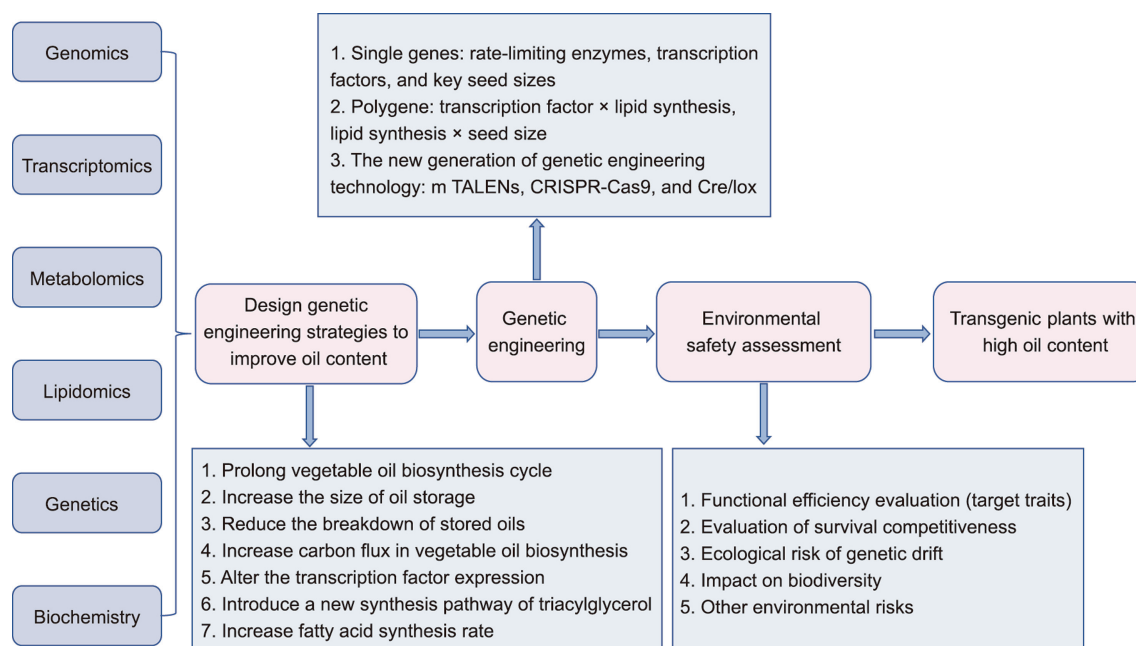 Genomics
Transcriptomics
Metabolomics
Lipidomics
Genetics
Biochemistry
1. Single genes: rate-limiting enzymes, transcription
factors, and key seed sizes
2. Polygene: transcription factor × lipid synthesis,
lipid synthesis × seed size
3. The new generation of genetic engineering
technology: m TALENs, CRISPR-Cas9, and Cre/lox
Design genetic
engineering strategies to
improve oil content
Genetic
engineering
Environmental
safety assessment
Transgenic plants with
high oil content
1. Prolong vegetable oil biosynthesis cycle
2. Increase the size of oil storage
3. Reduce the breakdown of stored oils
4. Increase carbon flux in vegetable oil biosynthesis
5. Alter the transcription factor expression
6. Introduce a new synthesis pathway of triacylglycerol
7. Increase fatty acid synthesis rate
1. Functional efficiency evaluation (target traits)
2. Evaluation of survival competitiveness
3. Ecological risk of genetic drift
4. Impact on biodiversity
5. Other environmental risks